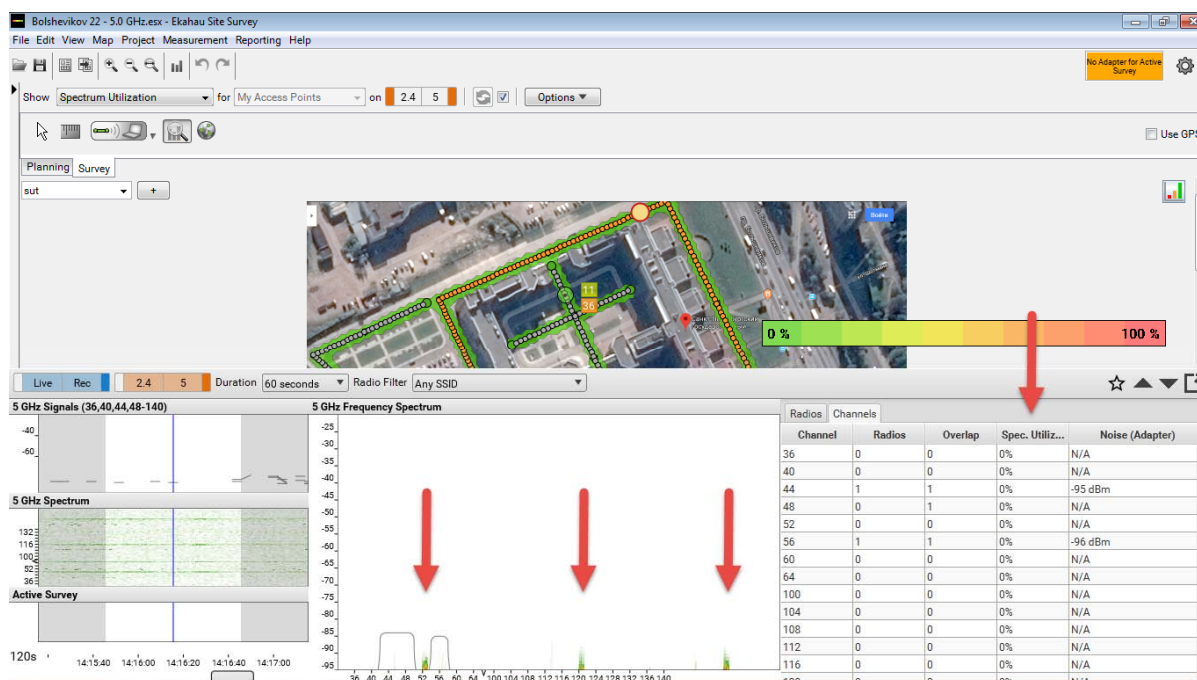 Bolshevikov 22 - 5.0 GHz.esx - Ekahau Site Survey
File Edit View Map Project Measurement Reporting Help
No Adapter for Active
Survey
Show Spectrum Utilization for My Access Points on 2.4 5 Options
Use GPS
Planning Survey
sut +
Войти
11
36
0 % 100 %
Live Rec 2.4 5 Duration 60 seconds Radio Filter Any SSID
5 GHz Signals (36,40,44,48-140)
-40
-60
5 GHz Spectrum
132
116
100
52
36
Active Survey
120s
14:15:40 14:16:00 14:16:20 14:16:40 14:17:00
5 GHz Frequency Spectrum
-25
-30
-35
-40
-45
-50
-55
-60
-65
-70
-75
-80
-85
-90
-95
36 40 44 48 52 56 60 64 100 104 108 112 116 120 124 128 132 136 140
Radios Channels
Channel Radios Overlap Spec. Utiliz... Noise (Adapter)
36 0 0 0% N/A
40 0 0 0% N/A
44 1 1 0% -95 dBm
48 0 1 0% N/A
52 0 0 0% N/A
56 1 1 0% -96 dBm
60 0 0 0% N/A
64 0 0 0% N/A
100 0 0 0% N/A
104 0 0 0% N/A
108 0 0 0% N/A
112 0 0 0% N/A
116 0 0 0% N/A